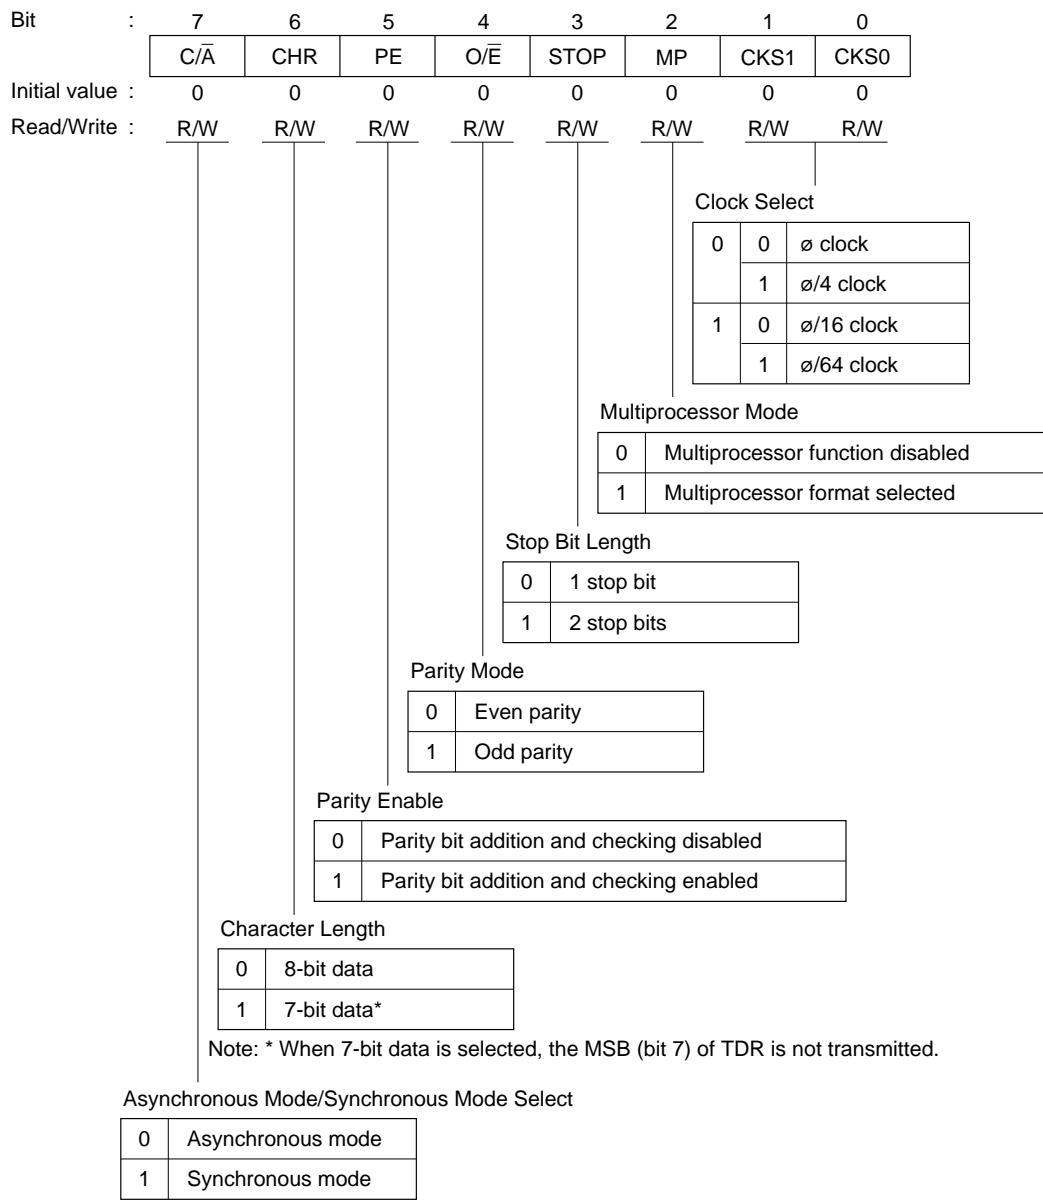 Bit : 7 6 5 4 3 2 1 0
C/A̅ CHR PE O/E̅ STOP MP CKS1 CKS0
Initial value : 0 0 0 0 0 0 0 0
Read/Write : R/W R/W R/W R/W R/W R/W R/W R/W
Clock Select
0 0 ø clock
1 ø/4 clock
1 0 ø/16 clock
1 ø/64 clock
Multiprocessor Mode
0 Multiprocessor function disabled
1 Multiprocessor format selected
Stop Bit Length
0 1 stop bit
1 2 stop bits
Parity Mode
0 Even parity
1 Odd parity
Parity Enable
0 Parity bit addition and checking disabled
1 Parity bit addition and checking enabled
Character Length
0 8-bit data
1 7-bit data*
Note: * When 7-bit data is selected, the MSB (bit 7) of TDR is not transmitted.
Asynchronous Mode/Synchronous Mode Select
0 Asynchronous mode
1 Synchronous mode